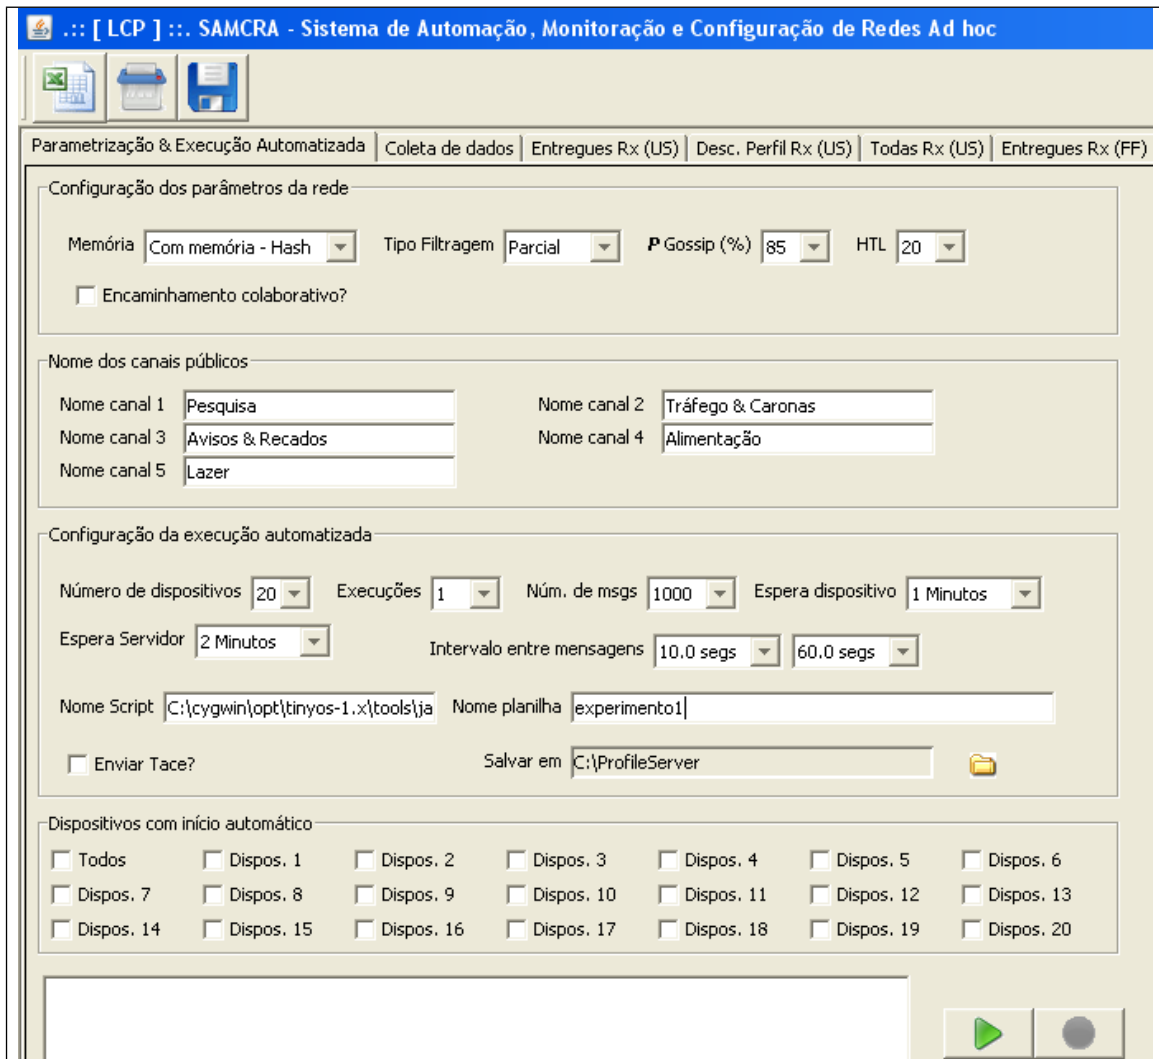 .:: [ LCP ] ::. SAMCRA - Sistema de Automação, Monitoração e Configuração de Redes Ad hoc
Parametrização & Execução Automatizada Coleta de dados Entregues Rx (US) Desc. Perfil Rx (US) Todas Rx (US) Entregues Rx (FF)
Configuração dos parâmetros da rede
Memória Com memória - Hash Tipo Filtragem Parcial P Gossip (%) 85 HTL 20
Encaminhamento colaborativo?
Nome dos canais públicos
Nome canal 1 Pesquisa Nome canal 2 Tráfego & Caronas
Nome canal 3 Avisos & Recados Nome canal 4 Alimentação
Nome canal 5 Lazer
Configuração da execução automatizada
Número de dispositivos 20 Execuções 1 Núm. de msgs 1000 Espera dispositivo 1 Minutos
Espera Servidor 2 Minutos Intervalo entre mensagens 10.0 segs 60.0 segs
Nome Script C:\cygwin\opt\tinyos-1.x\tools\ja Nome planilha experimento1
Enviar Tace? Salvar em C:\ProfileServer
Dispositivos com início automático
Todos Dispos. 1 Dispos. 2 Dispos. 3 Dispos. 4 Dispos. 5 Dispos. 6
Dispos. 7 Dispos. 8 Dispos. 9 Dispos. 10 Dispos. 11 Dispos. 12 Dispos. 13
Dispos. 14 Dispos. 15 Dispos. 16 Dispos. 17 Dispos. 18 Dispos. 19 Dispos. 20